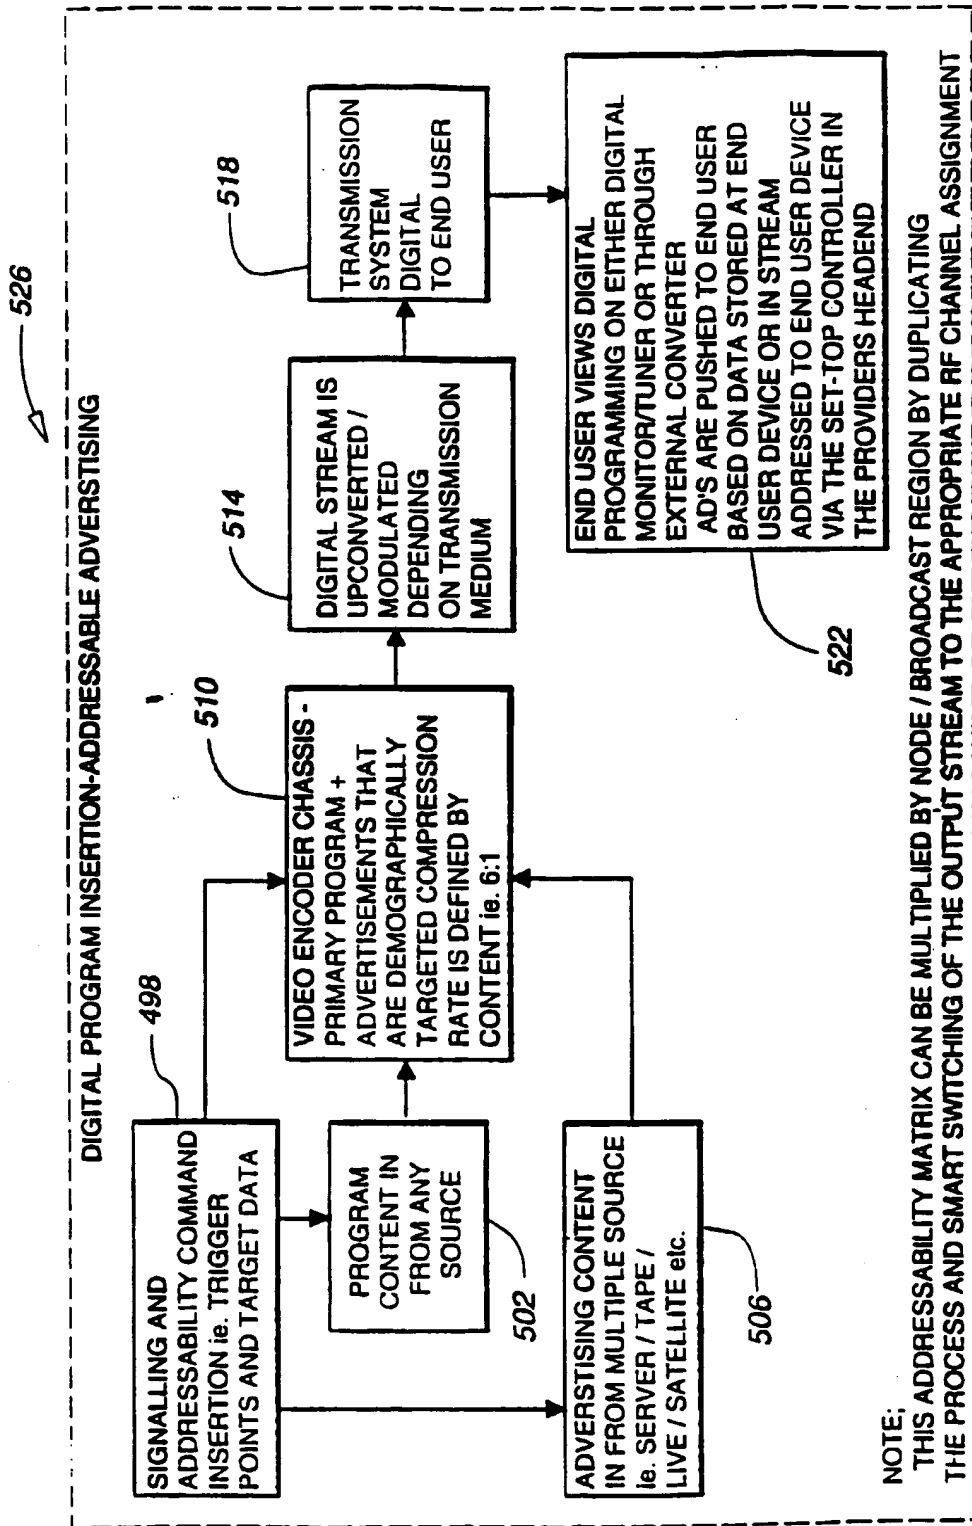 526
DIGITAL PROGRAM INSERTION-ADDRESSABLE ADVERSTISING
498
SIGNALLING AND
ADDRESSABILITY COMMAND
INSERTION ie. TRIGGER
POINTS AND TARGET DATA
PROGRAM
CONTENT IN
FROM ANY
SOURCE
502
ADVERSTISING CONTENT
IN FROM MULTIPLE SOURCE
ie. SERVER / TAPE /
LIVE / SATELLITE etc.
506
510
VIDEO ENCODER CHASSIS -
PRIMARY PROGRAM +
ADVERTISEMENTS THAT
ARE DEMOGRAPHICALLY
TARGETED COMPRESSION
RATE IS DEFINED BY
CONTENT ie. 6:1
514
DIGITAL STREAM IS
UPCONVERTED /
MODULATED
DEPENDING
ON TRANSMISSION
MEDIUM
518
TRANSMISSION
SYSTEM
DIGITAL
TO END USER
END USER VIEWS DIGITAL
PROGRAMMING ON EITHER DIGITAL
MONITOR/TUNER OR THROUGH
EXTERNAL CONVERTER
AD'S ARE PUSHED TO END USER
BASED ON DATA STORED AT END
USER DEVICE OR IN STREAM
ADDRESSED TO END USER DEVICE
VIA THE SET-TOP CONTROLLER IN
THE PROVIDERS HEADEND
522
NOTE;
THIS ADDRESSABILITY MATRIX CAN BE MULTIPLIED BY NODE / BROADCAST REGION BY DUPLICATING
THE PROCESS AND SMART SWITCHING OF THE OUTPUT STREAM TO THE APPROPRIATE RF CHANNEL ASSIGNMENT